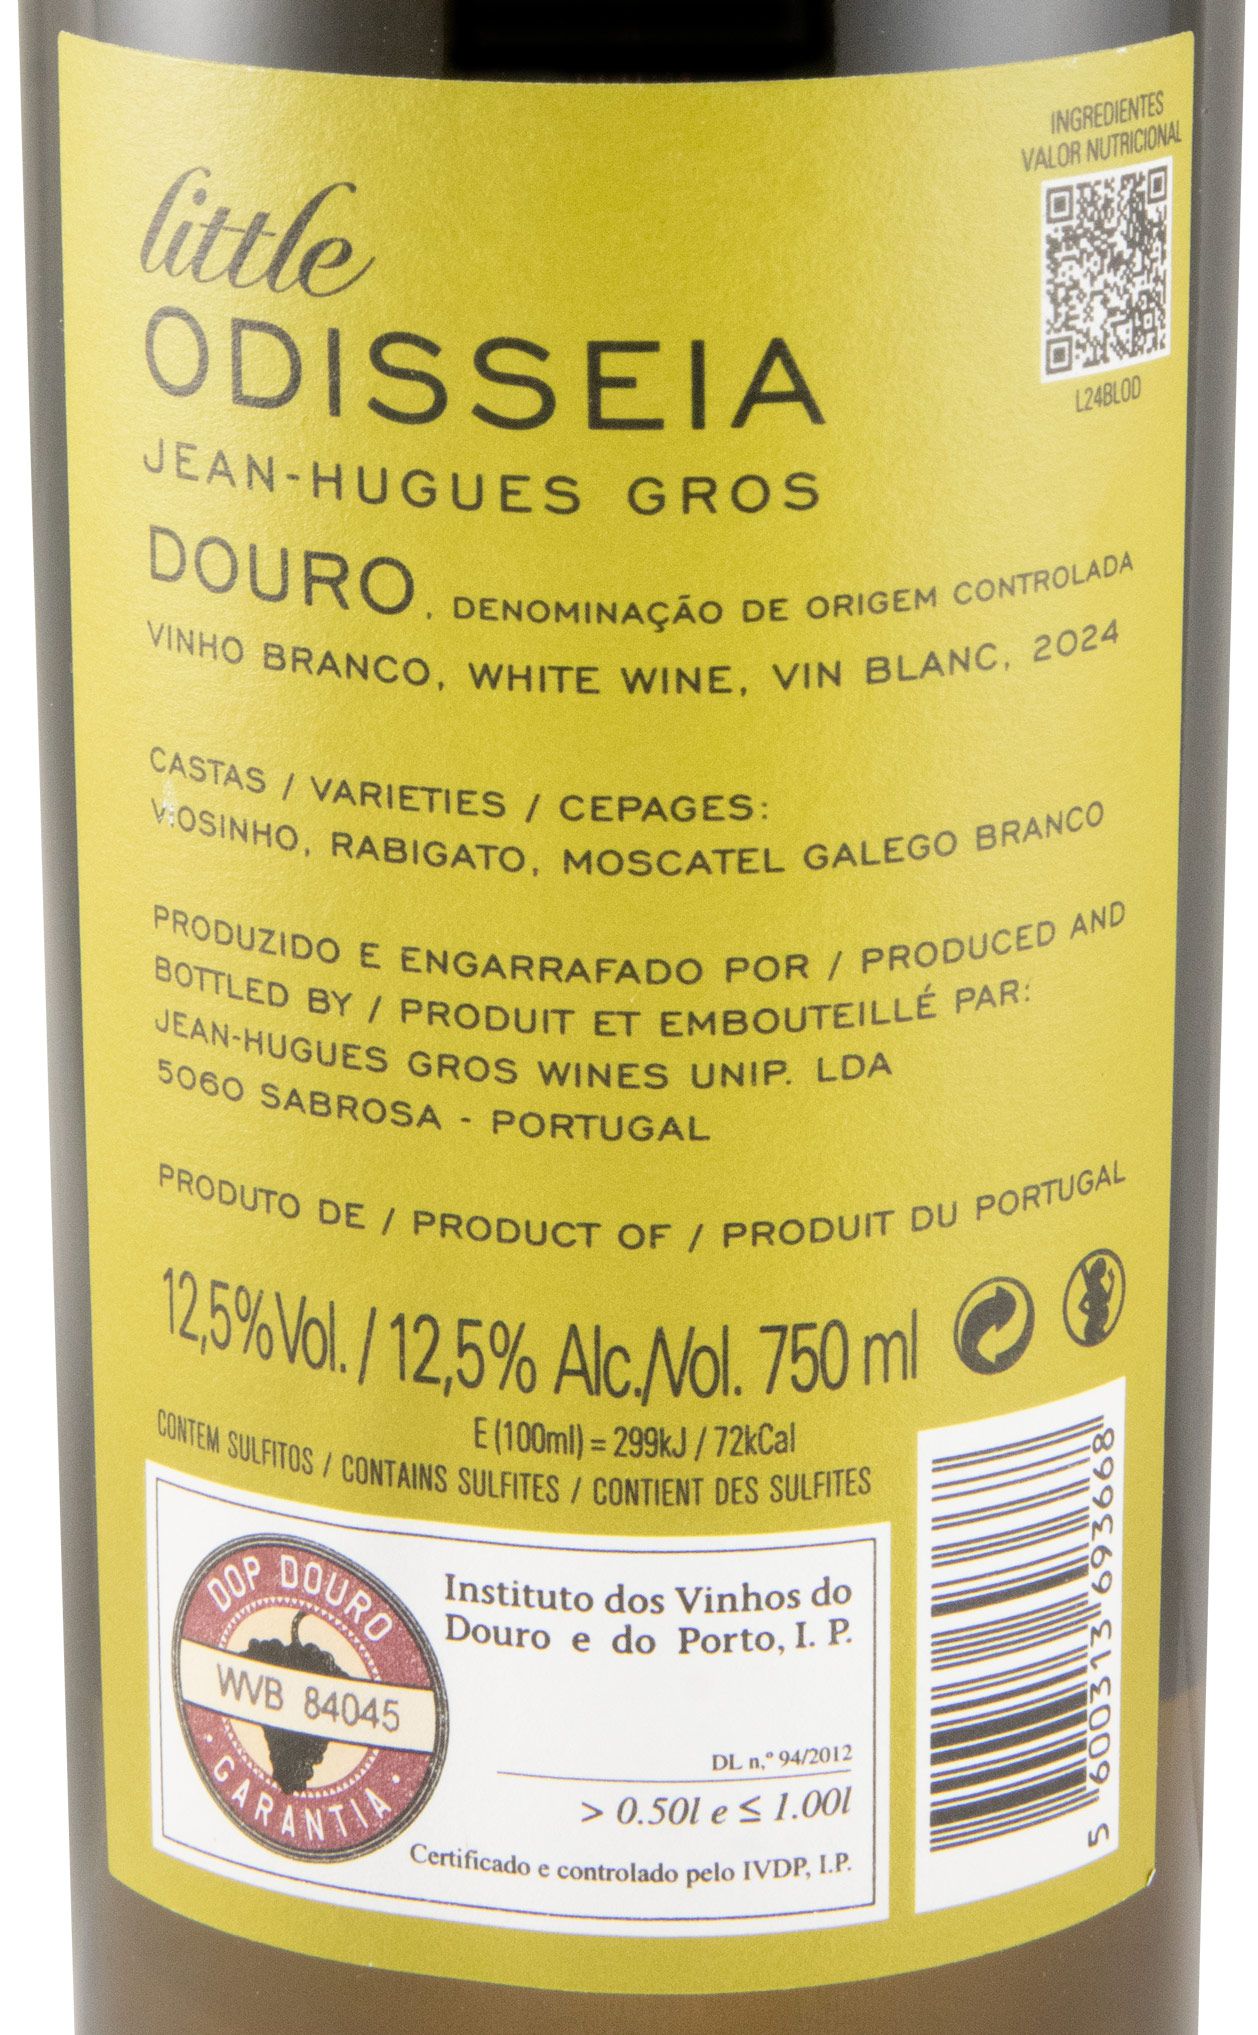 INGREDIENTES
VALOR NUTRICIONAL
L24BLOD
little
ODISSEIA
JEAN-HUGUES GROS
DOURO, DENOMINAÇÃO DE ORIGEM CONTROLADA
VINHO BRANCO, WHITE WINE, VIN BLANC, 2024
CASTAS / VARIETIES / CEPAGES:
VIOSINHO, RABIGATO, MOSCATEL GALEGO BRANCO
PRODUZIDO E ENGARRAFADO POR / PRODUCED AND
BOTTLED BY / PRODUIT ET EMBOUTEILLÉ PAR:
JEAN-HUGUES GROS WINES UNIP. LDA
5060 SABROSA - PORTUGAL
PRODUTO DE / PRODUCT OF / PRODUIT DU PORTUGAL
12,5%Vol. / 12,5% Alc./Vol. 750 ml
E (100ml) = 299kJ / 72kCal
CONTEM SULFITOS / CONTAINS SULFITES / CONTIENT DES SULFITES
DOP DOURO
WVB 84045
• GARANTIA •
Instituto dos Vinhos do
Douro e do Porto, I. P.
DL n,º 94/2012
> 0.50l e ≤ 1.00l
Certificado e controlado pelo IVDP, I.P.
5 600313 693668